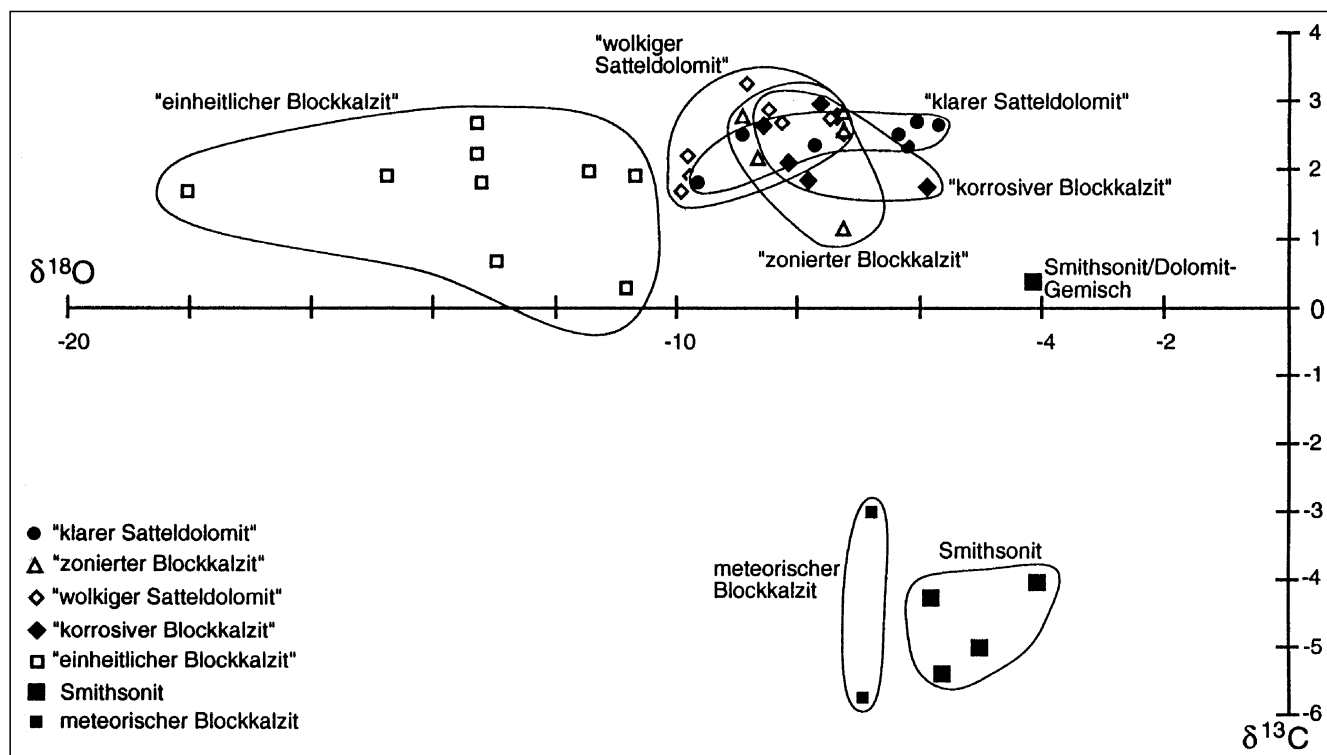 "wolkiger
Satteldolomit"
"einheitlicher Blockkalzit"
"klarer Satteldolomit"
"korrosiver Blockkalzit"
"zonierter Blockkalzit"
Smithsonit/Dolomit-
Gemisch
δ18O
-20
-10
-4
-2
4
3
2
1
0
-1
-2
-3
-4
-5
-6
δ13C
meteorischer
Blockkalzit
Smithsonit
"klarer Satteldolomit"
"zonierter Blockkalzit"
"wolkiger Satteldolomit"
"korrosiver Blockkalzit"
"einheitlicher Blockkalzit"
Smithsonit
meteorischer Blockkalzit